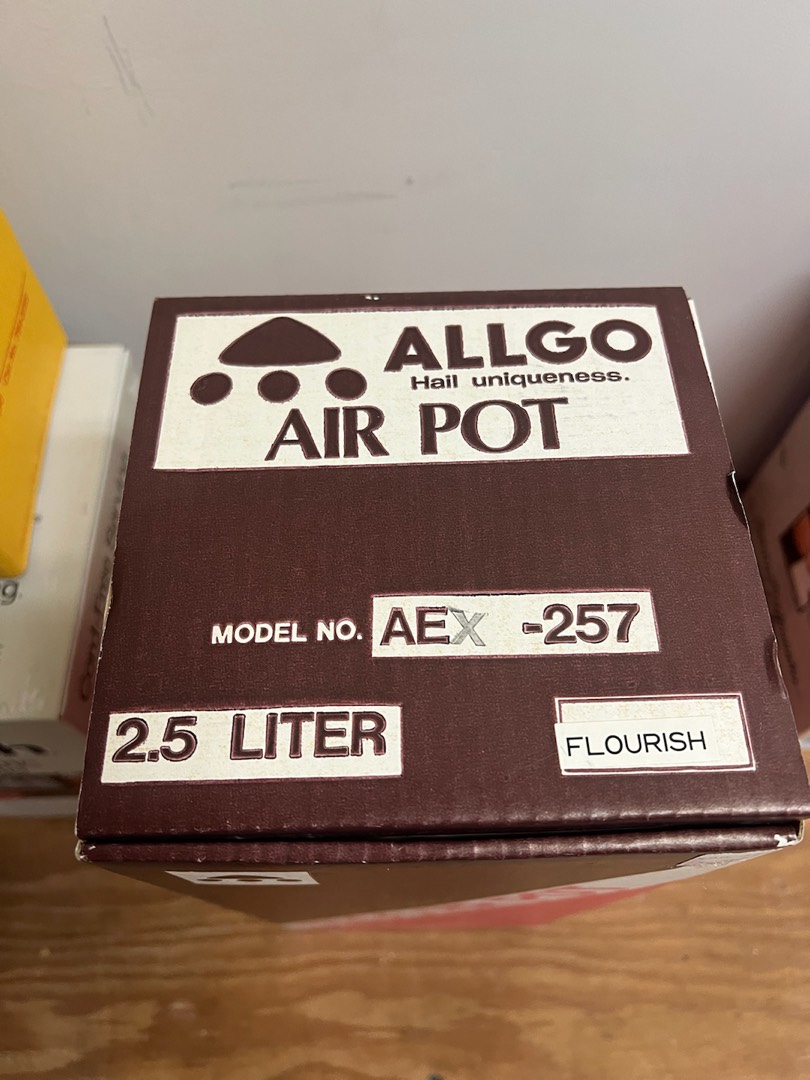 ALLGO
Hail uniqueness.
AIR POT
MODEL NO. AEX -257
2.5 LITER
FLOURISH